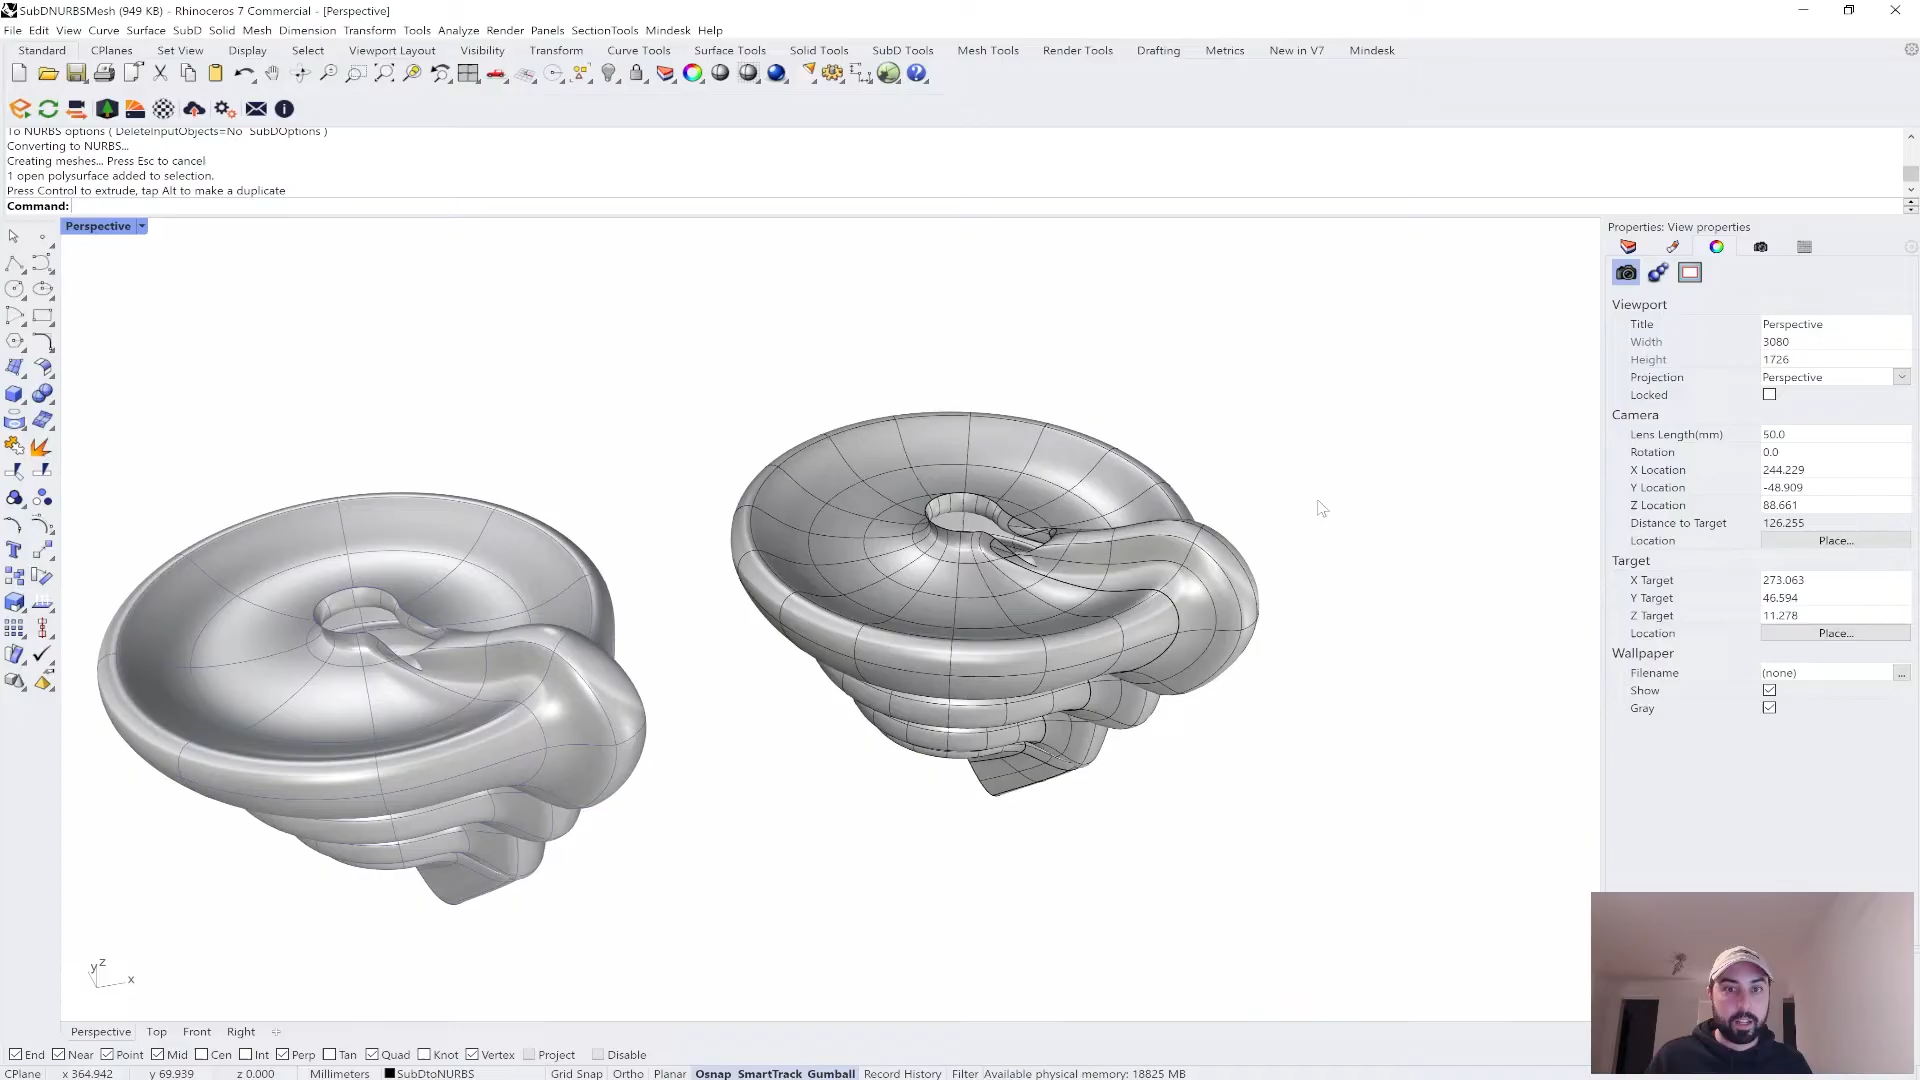 SubDNURBSMesh (949 KB) - Rhinoceros 7 Commercial - [Perspective]
File Edit View Curve Surface SubD Solid Mesh Dimension Transform Tools Analyze Render Panels SectionTools Mindesk Help
Standard CPlanes Set View Display Select Viewport Layout Visibility Transform Curve Tools Surface Tools Solid Tools SubD Tools Mesh Tools Render Tools Drafting Metrics New in V7 Mindesk
To NURBS options ( DeleteInputObjects=No SubDOptions )
Converting to NURBS...
Creating meshes... Press Esc to cancel
1 open polysurface added to selection.
Press Control to extrude, tap Alt to make a duplicate
Command:
Perspective
Properties: View properties
Viewport
Title Perspective
Width 3080
Height 1726
Projection Perspective
Locked
Camera
Lens Length(mm) 50.0
Rotation 0.0
X Location 244.229
Y Location -48.909
Z Location 88.661
Distance to Target 126.255
Location Place...
Target
X Target 273.063
Y Target 46.594
Z Target 11.278
Location Place...
Wallpaper
Filename (none) ...
Show
Gray
z
y
x
Perspective Top Front Right
End Near Point Mid Cen Int Perp Tan Quad Knot Vertex Project Disable
CPlane x 364.942 y 69.939 z 0.000 Millimeters SubDtoNURBS Grid Snap Ortho Planar Osnap SmartTrack Gumball Record History Filter Available physical memory: 18825 MB